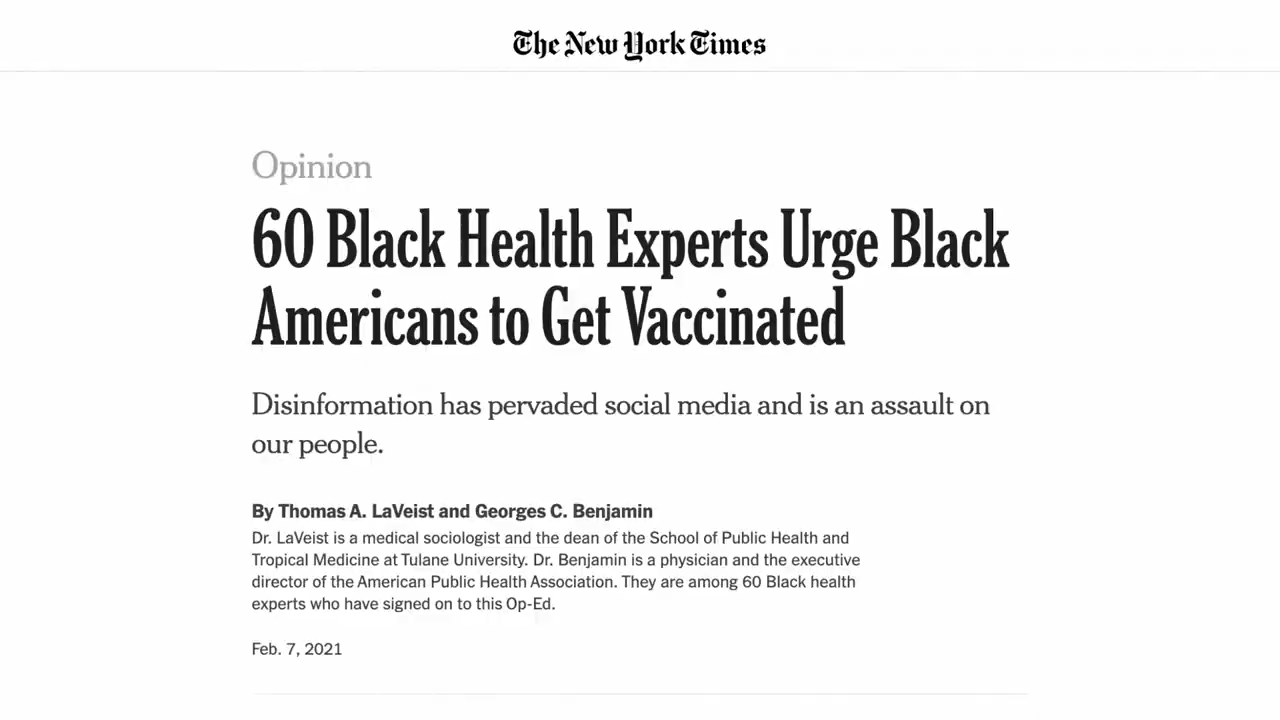 The New York Times
Opinion
60 Black Health Experts Urge Black
Americans to Get Vaccinated
Disinformation has pervaded social media and is an assault on
our people.
By Thomas A. LaVeist and Georges C. Benjamin
Dr. LaVeist is a medical sociologist and the dean of the School of Public Health and
Tropical Medicine at Tulane University. Dr. Benjamin is a physician and the executive
director of the American Public Health Association. They are among 60 Black health
experts who have signed on to this Op-Ed.
Feb. 7, 2021